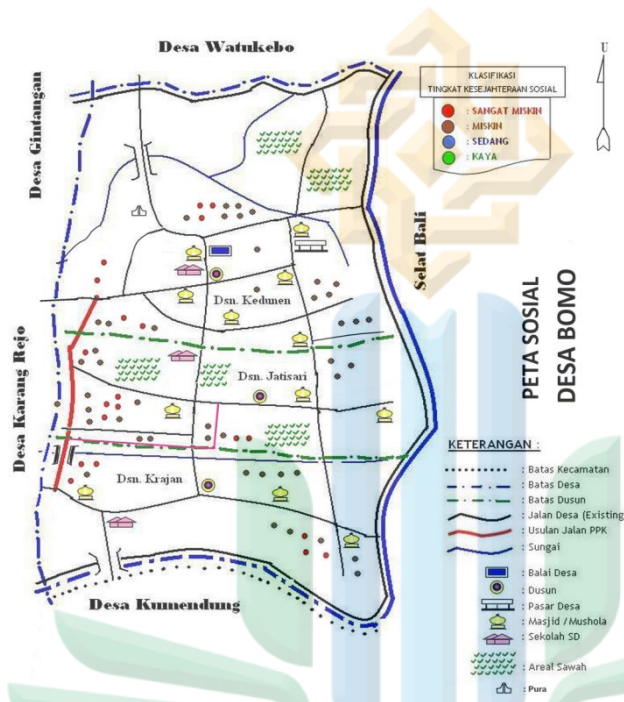 Desa Watukebo
Desa Gintangan
KLASIFIKASI
TINGKAT KESEJAHTERAAN SOSIAL
: SANGAT MISKIN
: MISKIN
: SEDANG
: KAYA
U
Selat Bali
Dsn. Kedunen
PETA SOSIAL
DESA BOMO
Desa Karang Rejo
Dsn. Jatisari
Dsn. Krajan
Desa Kumendung
KETERANGAN :
: Batas Kecamatan
: Batas Desa
: Batas Dusun
: Jalan Desa (Existing
: Usulan Jalan PPK
: Sungai
: Balai Desa
: Dusun
: Pasar Desa
: Masjid / Mushola
: Sekolah SD
: Areal Sawah
: Pura